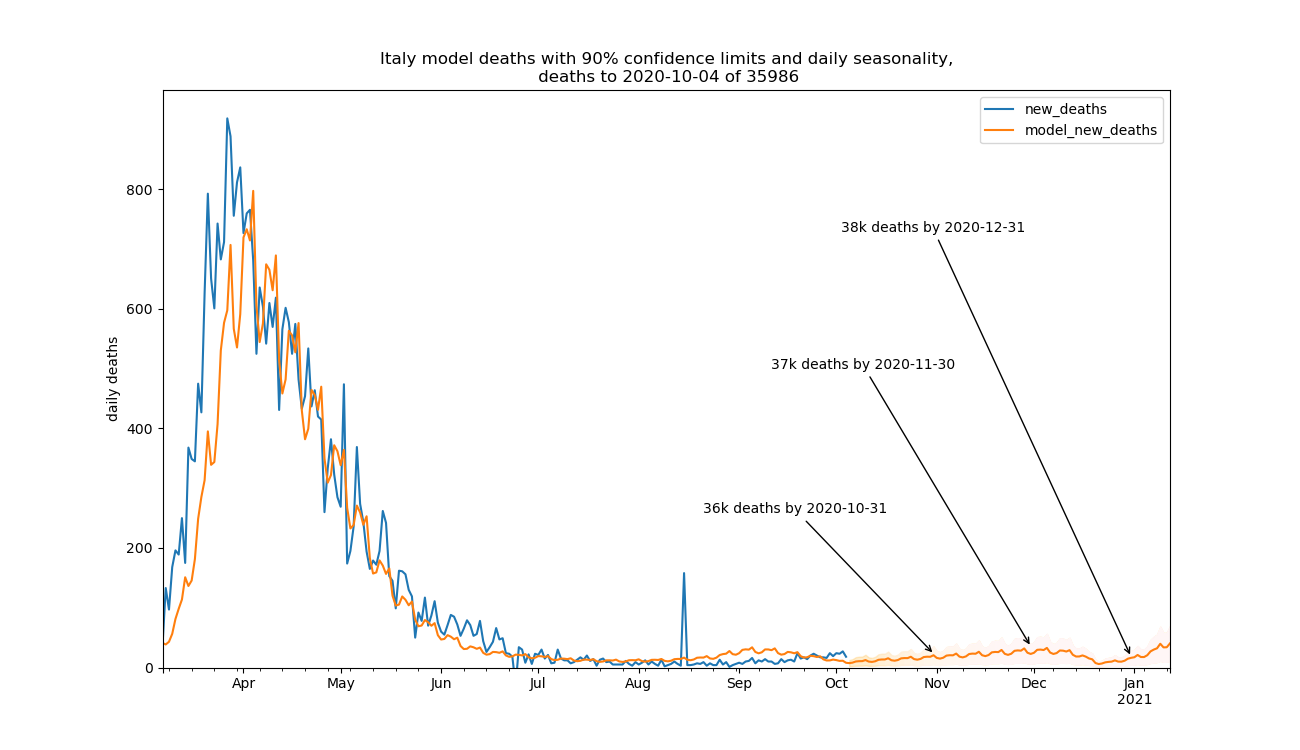 Italy model deaths with 90% confidence limits and daily seasonality,
deaths to 2020-10-04 of 35986
new_deaths
model_new_deaths
daily deaths
800
600
400
200
0
38k deaths by 2020-12-31
37k deaths by 2020-11-30
36k deaths by 2020-10-31
Apr May Jun Jul Aug Sep Oct Nov Dec Jan
2021